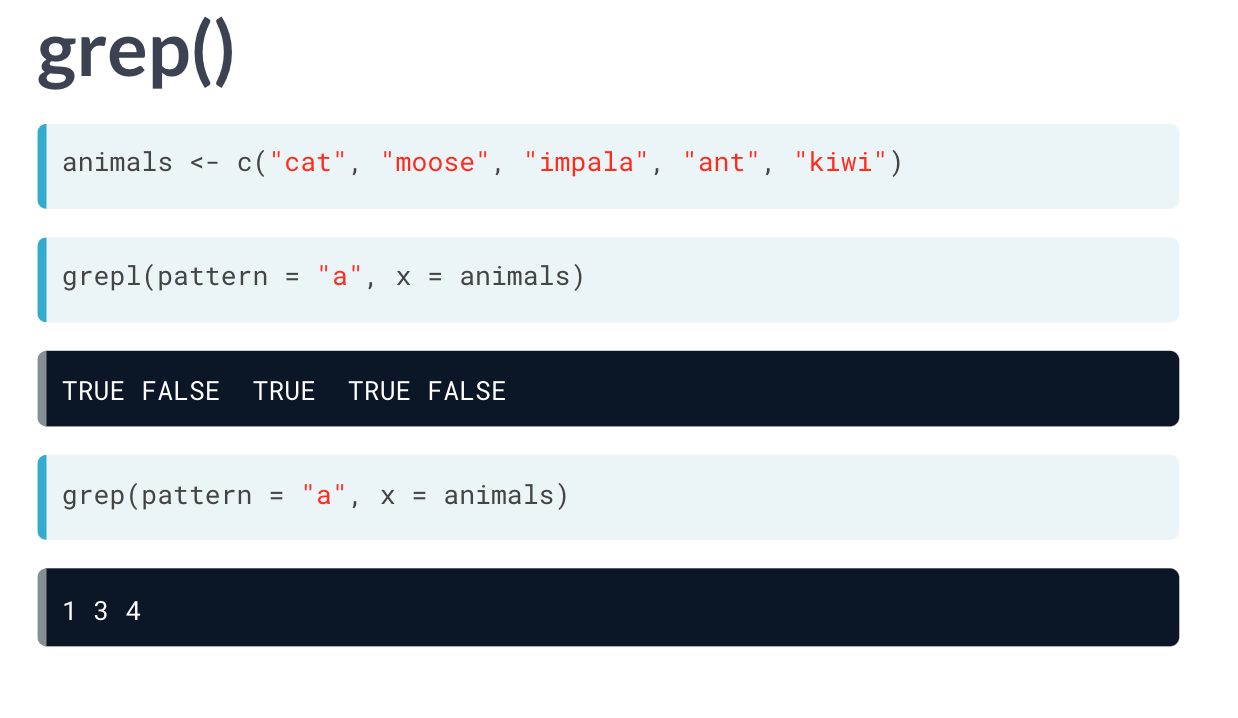 grep()
animals <- c("cat", "moose", "impala", "ant", "kiwi")
grepl(pattern = "a", x = animals)
TRUE FALSE  TRUE  TRUE FALSE
grep(pattern = "a", x = animals)
1 3 4